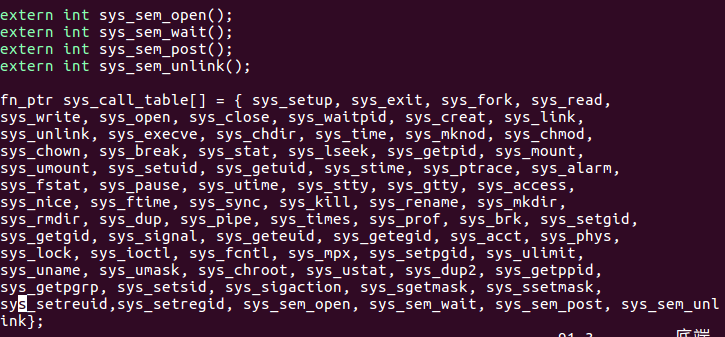 extern int sys_sem_open();
extern int sys_sem_wait();
extern int sys_sem_post();
extern int sys_sem_unlink();
fn_ptr sys_call_table[] = { sys_setup, sys_exit, sys_fork, sys_read,
sys_write, sys_open, sys_close, sys_waitpid, sys_creat, sys_link,
sys_unlink, sys_execve, sys_chdir, sys_time, sys_mknod, sys_chmod,
sys_chown, sys_break, sys_stat, sys_lseek, sys_getpid, sys_mount,
sys_umount, sys_setuid, sys_getuid, sys_stime, sys_ptrace, sys_alarm,
sys_fstat, sys_pause, sys_utime, sys_stty, sys_gtty, sys_access,
sys_nice, sys_ftime, sys_sync, sys_kill, sys_rename, sys_mkdir,
sys_rmdir, sys_dup, sys_pipe, sys_times, sys_prof, sys_brk, sys_setgid,
sys_getgid, sys_signal, sys_geteuid, sys_getegid, sys_acct, sys_phys,
sys_lock, sys_ioctl, sys_fcntl, sys_mpx, sys_setpgid, sys_ulimit,
sys_uname, sys_umask, sys_chroot, sys_ustat, sys_dup2, sys_getppid,
sys_getpgrp, sys_setsid, sys_sigaction, sys_sgetmask, sys_ssetmask,
sys_setreuid,sys_setregid, sys_sem_open, sys_sem_wait, sys_sem_post, sys_sem_unl
ink};
91,3 底端